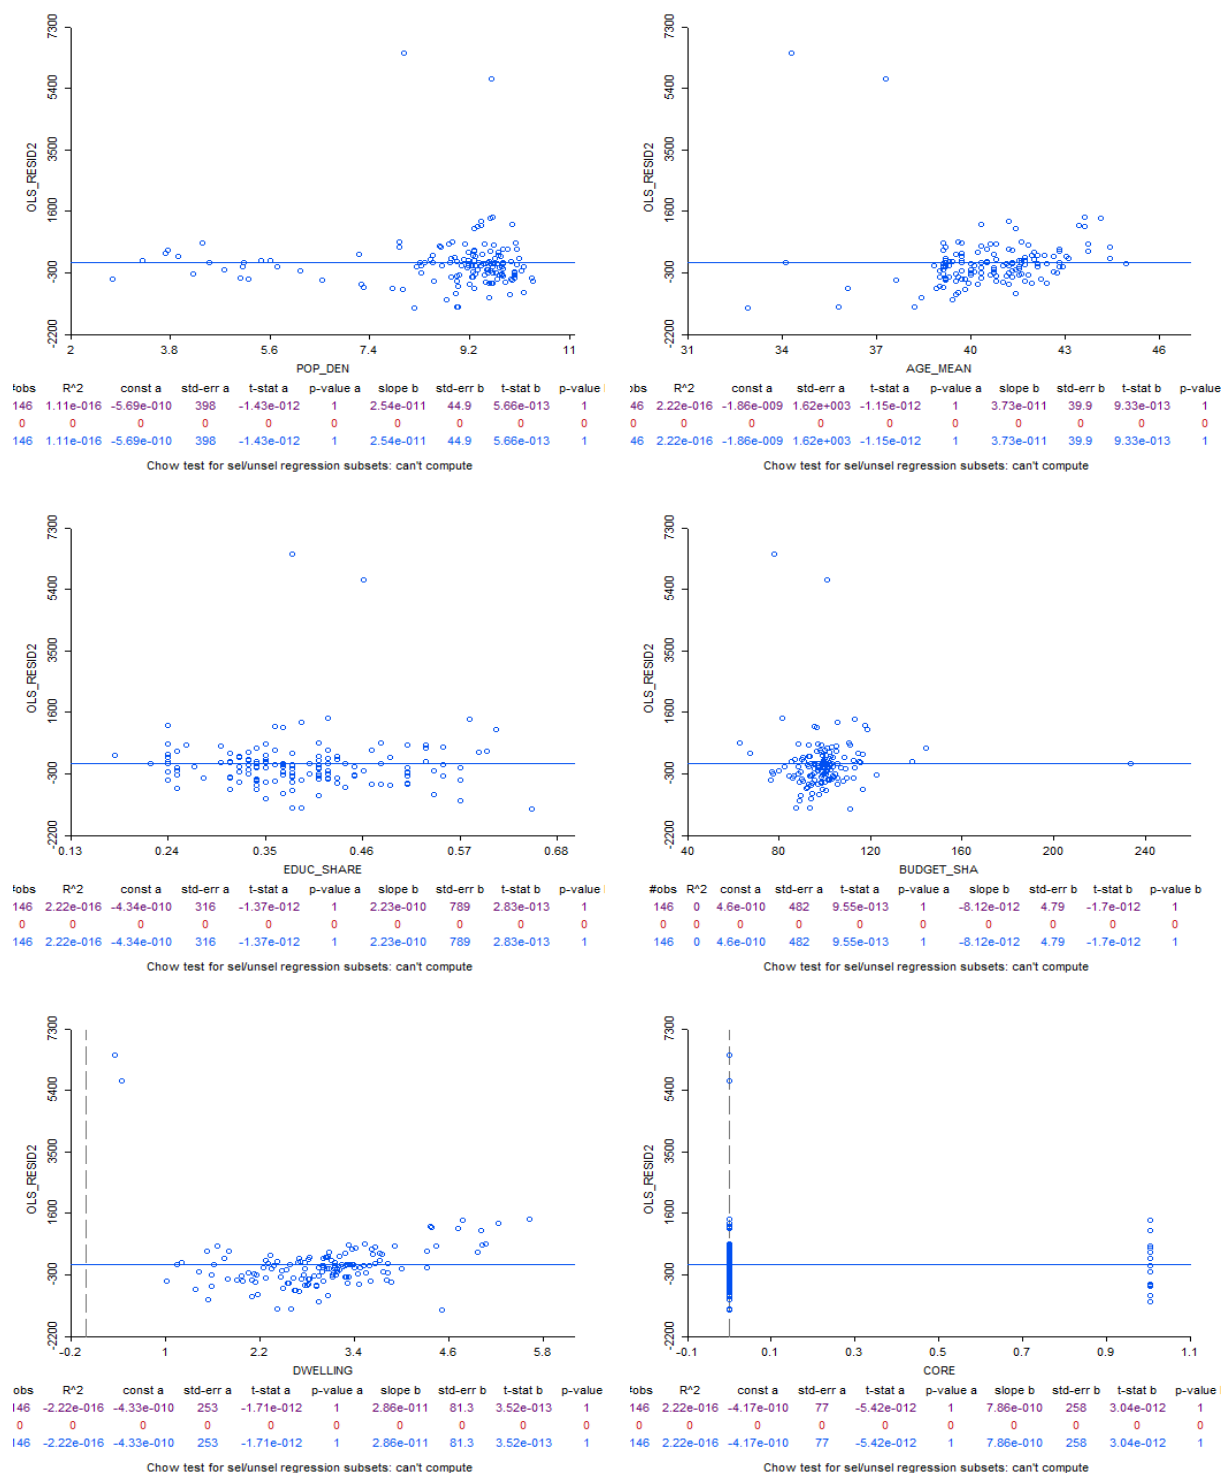 7300
5400
3500
1600
-300
-2200
OLS_RESID2
2 3.8 5.6 7.4 9.2 11
POP_DEN
#obs R^2 const a std-err a t-stat a p-value a slope b std-err b t-stat b p-value
146 1.11e-016 -5.69e-010 398 -1.43e-012 1 2.54e-011 44.9 5.66e-013 1
0 0 0 0 0 0 0 0 0 0
146 1.11e-016 -5.69e-010 398 -1.43e-012 1 2.54e-011 44.9 5.66e-013 1
Chow test for sel/unsel regression subsets: can't compute
7300
5400
3500
1600
-300
-2200
OLS_RESID2
31 34 37 40 43 46
AGE_MEAN
obs R^2 const a std-err a t-stat a p-value a slope b std-err b t-stat b p-value
46 2.22e-016 -1.86e-009 1.62e+003 -1.15e-012 1 3.73e-011 39.9 9.33e-013 1
0 0 0 0 0 0 0 0 0 0
46 2.22e-016 -1.86e-009 1.62e+003 -1.15e-012 1 3.73e-011 39.9 9.33e-013 1
Chow test for sel/unsel regression subsets: can't compute
7300
5400
3500
1600
-300
-2200
OLS_RESID2
0.13 0.24 0.35 0.46 0.57 0.68
EDUC_SHARE
#obs R^2 const a std-err a t-stat a p-value a slope b std-err b t-stat b p-value
146 2.22e-016 -4.34e-010 316 -1.37e-012 1 2.23e-010 789 2.83e-013 1
0 0 0 0 0 0 0 0 0 0
146 2.22e-016 -4.34e-010 316 -1.37e-012 1 2.23e-010 789 2.83e-013 1
Chow test for sel/unsel regression subsets: can't compute
7300
5400
3500
1600
-300
-2200
OLS_RESID2
40 80 120 160 200 240
BUDGET_SHA
#obs R^2 const a std-err a t-stat a p-value a slope b std-err b t-stat b p-value b
146 0 4.6e-010 482 9.55e-013 1 -8.12e-012 4.79 -1.7e-012 1
0 0 0 0 0 0 0 0 0 0
146 0 4.6e-010 482 9.55e-013 1 -8.12e-012 4.79 -1.7e-012 1
Chow test for sel/unsel regression subsets: can't compute
7300
5400
3500
1600
-300
-2200
OLS_RESID2
-0.2 1 2.2 3.4 4.6 5.8
DWELLING
obs R^2 const a std-err a t-stat a p-value a slope b std-err b t-stat b p-value
146 -2.22e-016 -4.33e-010 253 -1.71e-012 1 2.86e-011 81.3 3.52e-013 1
0 0 0 0 0 0 0 0 0 0
146 -2.22e-016 -4.33e-010 253 -1.71e-012 1 2.86e-011 81.3 3.52e-013 1
Chow test for sel/unsel regression subsets: can't compute
7300
5400
3500
1600
-300
-2200
OLS_RESID2
-0.1 0.1 0.3 0.5 0.7 0.9 1.1
CORE
#obs R^2 const a std-err a t-stat a p-value a slope b std-err b t-stat b p-value
146 2.22e-016 -4.17e-010 77 -5.42e-012 1 7.86e-010 258 3.04e-012 1
0 0 0 0 0 0 0 0 0 0
146 2.22e-016 -4.17e-010 77 -5.42e-012 1 7.86e-010 258 3.04e-012 1
Chow test for sel/unsel regression subsets: can't compute